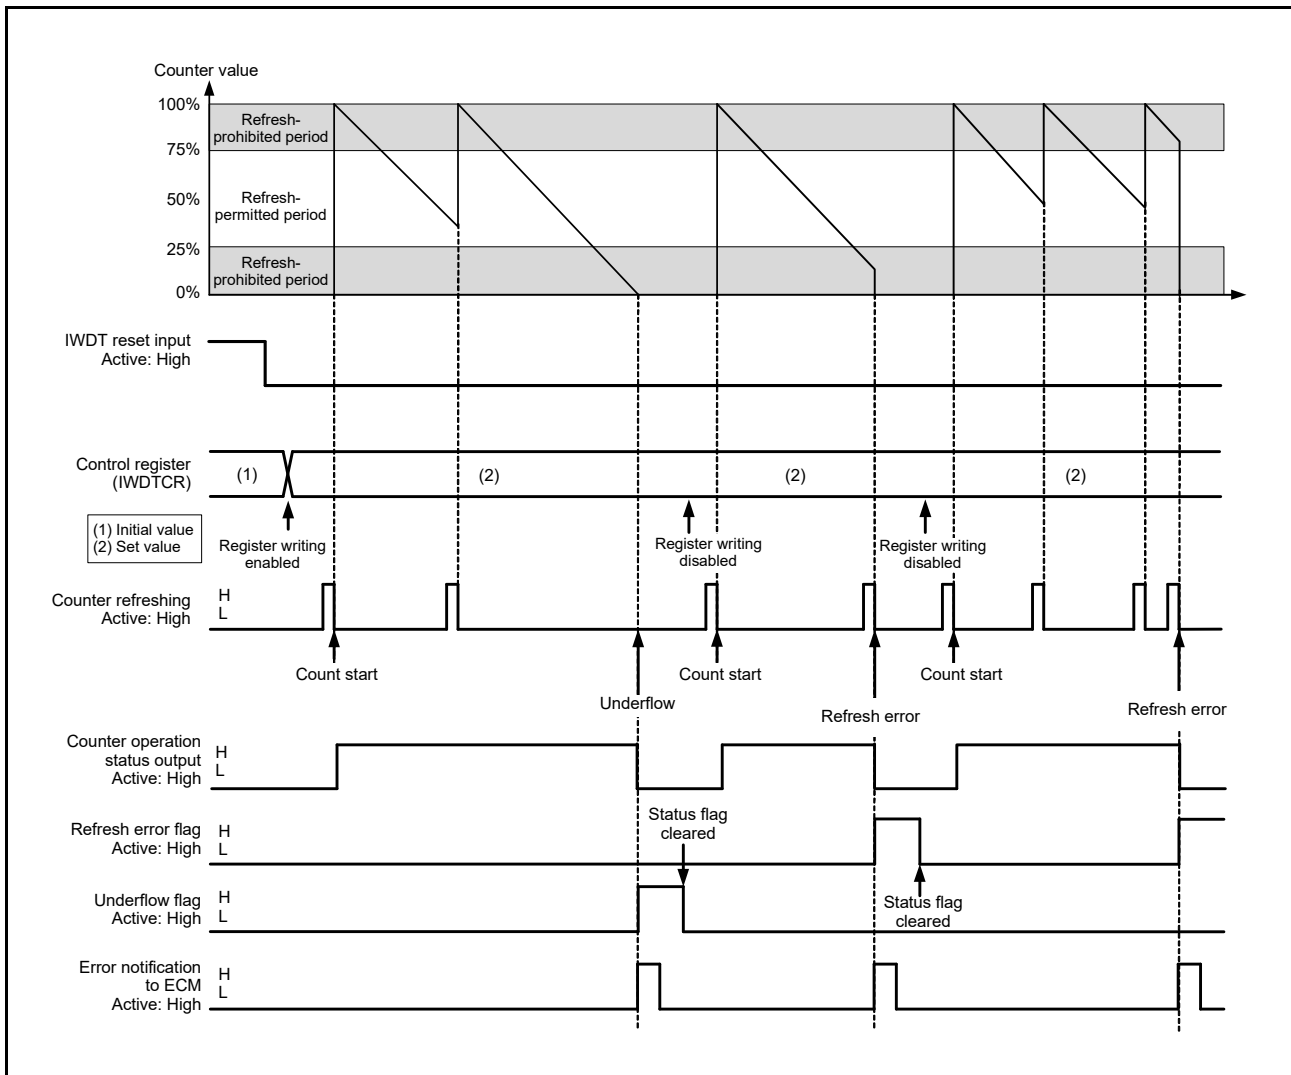 Counter value
100%
Refresh-
prohibited period
75%
50%
Refresh-
permitted period
25%
Refresh-
prohibited period
0%
IWDT reset input
Active: High
Control register
(IWDTCR)
(1)
(2)
(2)
(2)
(1) Initial value
(2) Set value
Register writing
enabled
Register writing
disabled
Register writing
disabled
Counter refreshing
Active: High
H
L
Count start
Count start
Count start
Underflow
Refresh error
Refresh error
Counter operation
status output
Active: High
H
L
Status flag
cleared
Refresh error flag
Active: High
H
L
Underflow flag
Active: High
H
L
Status flag
cleared
Error notification
to ECM
Active: High
H
L